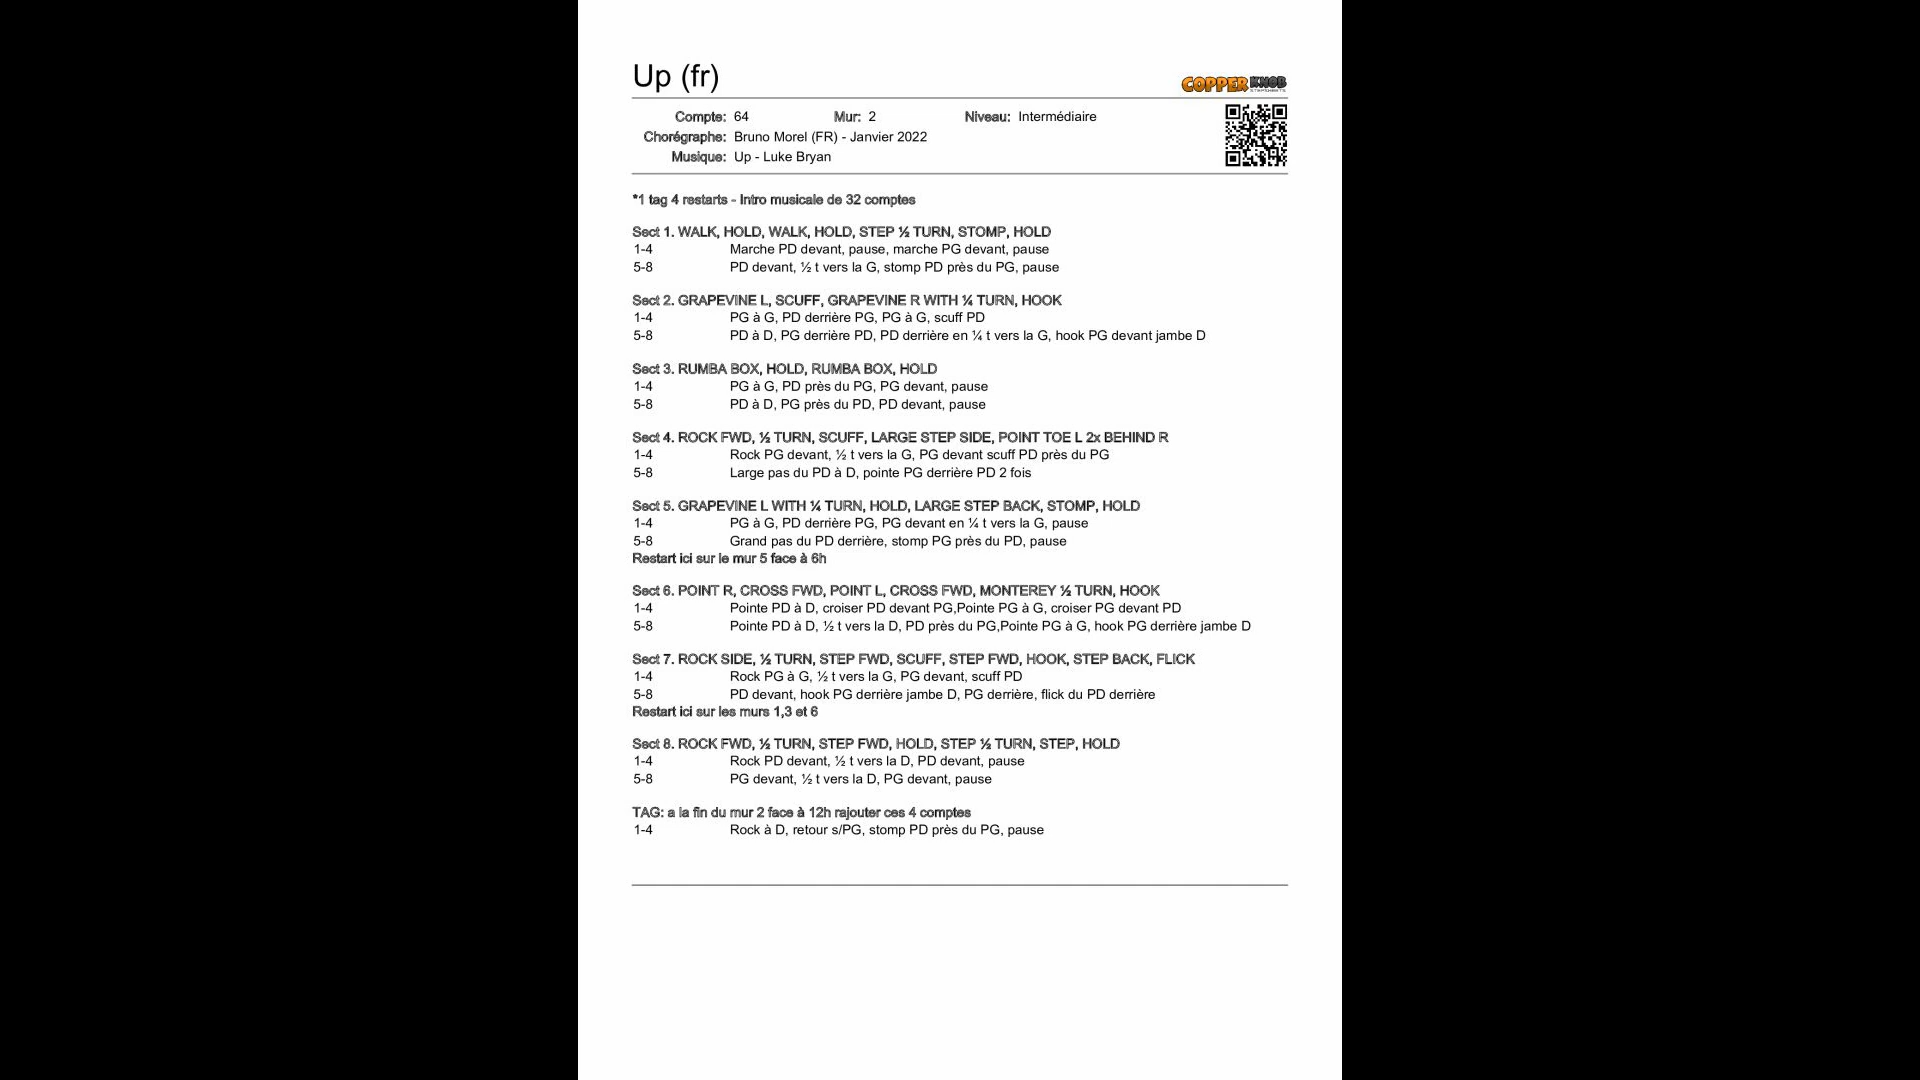 Up (fr)
COPPER KNOB
STEPSHEETS
Compte: 64 Mur: 2 Niveau: Intermédiaire
Chorégraphe: Bruno Morel (FR) - Janvier 2022
Musique: Up - Luke Bryan
*1 tag 4 restarts - Intro musicale de 32 comptes
Sect 1. WALK, HOLD, WALK, HOLD, STEP ½ TURN, STOMP, HOLD
1-4 Marche PD devant, pause, marche PG devant, pause
5-8 PD devant, ½ t vers la G, stomp PD près du PG, pause
Sect 2. GRAPEVINE L, SCUFF, GRAPEVINE R WITH ¼ TURN, HOOK
1-4 PG à G, PD derrière PG, PG à G, scuff PD
5-8 PD à D, PG derrière PD, PD derrière en ¼ t vers la G, hook PG devant jambe D
Sect 3. RUMBA BOX, HOLD, RUMBA BOX, HOLD
1-4 PG à G, PD près du PG, PG devant, pause
5-8 PD à D, PG près du PD, PD devant, pause
Sect 4. ROCK FWD, ½ TURN, SCUFF, LARGE STEP SIDE, POINT TOE L 2x BEHIND R
1-4 Rock PG devant, ½ t vers la G, PG devant scuff PD près du PG
5-8 Large pas du PD à D, pointe PG derrière PD 2 fois
Sect 5. GRAPEVINE L WITH ¼ TURN, HOLD, LARGE STEP BACK, STOMP, HOLD
1-4 PG à G, PD derrière PG, PG devant en ¼ t vers la G, pause
5-8 Grand pas du PD derrière, stomp PG près du PD, pause
Restart ici sur le mur 5 face à 6h
Sect 6. POINT R, CROSS FWD, POINT L, CROSS FWD, MONTEREY ½ TURN, HOOK
1-4 Pointe PD à D, croiser PD devant PG,Pointe PG à G, croiser PG devant PD
5-8 Pointe PD à D, ½ t vers la D, PD près du PG,Pointe PG à G, hook PG derrière jambe D
Sect 7. ROCK SIDE, ½ TURN, STEP FWD, SCUFF, STEP FWD, HOOK, STEP BACK, FLICK
1-4 Rock PG à G, ½ t vers la G, PG devant, scuff PD
5-8 PD devant, hook PG derrière jambe D, PG derrière, flick du PD derrière
Restart ici sur les murs 1,3 et 6
Sect 8. ROCK FWD, ½ TURN, STEP FWD, HOLD, STEP ½ TURN, STEP, HOLD
1-4 Rock PD devant, ½ t vers la D, PD devant, pause
5-8 PG devant, ½ t vers la D, PG devant, pause
TAG: a la fin du mur 2 face à 12h rajouter ces 4 comptes
1-4 Rock à D, retour s/PG, stomp PD près du PG, pause